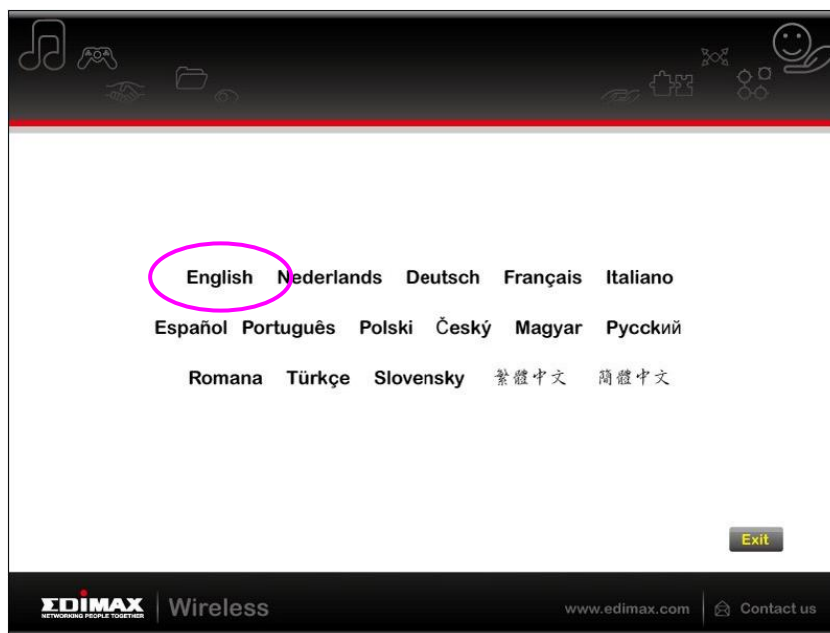 English Nederlands Deutsch Français Italiano
Español Português Polski Český Magyar Русский
Romana Türkçe Slovensky 繁體中文 簡體中文
Exit
EDIMAX Wireless www.edimax.com Contact us
NETWORKING PEOPLE TOGETHER